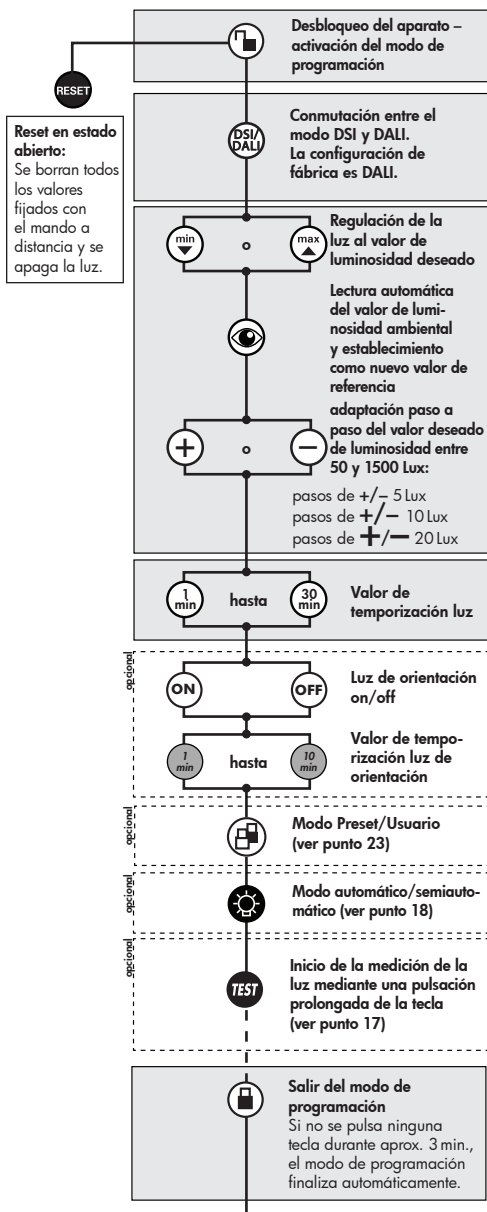 Desbloqueo del aparato –
activación del modo de
programación
RESET
Reset en estado
abierto:
Se borran todos
los valores
fijados con
el mando a
distancia y se
apaga la luz.
DSI/
DALI
Conmutación entre el
modo DSI y DALI.
La configuración de
fábrica es DALI.
min
o
max
Regulación de la
luz al valor de
luminosidad deseado
Lectura automática
del valor de lumi-
nosidad ambiental
y establecimiento
como nuevo valor de
referencia
+
o
−
adaptación paso a
paso del valor deseado
de luminosidad entre
50 y 1500 Lux:
pasos de +/− 5 Lux
pasos de +/− 10 Lux
pasos de +/− 20 Lux
1
min
hasta
30
min
Valor de
temporización luz
opcional
ON
OFF
Luz de orientación
on/off
1
min
hasta
10
min
Valor de tempo-
rización luz de
orientación
opcional
Modo Preset/Usuario
(ver punto 23)
opcional
Modo automático/semiauto-
mático (ver punto 18)
opcional
TEST
Inicio de la medición de la
luz mediante una pulsación
prolongada de la tecla
(ver punto 17)
Salir del modo de
programación
Si no se pulsa ninguna
tecla durante aprox. 3 min.,
el modo de programación
finaliza automáticamente.